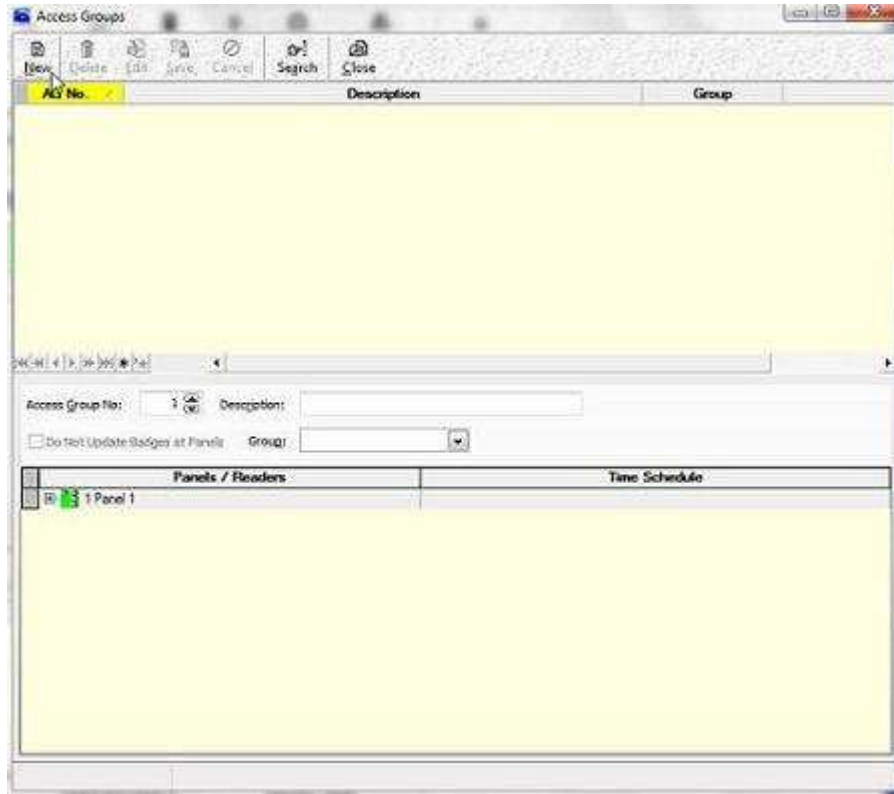 Access Groups
New Delete Edit Save Cancel Search Close
AG No. Description Group
Access Group No: 1 Description:
Do Not Update Badges at Panels Group:
Panels / Readers Time Schedule
1 Panel 1